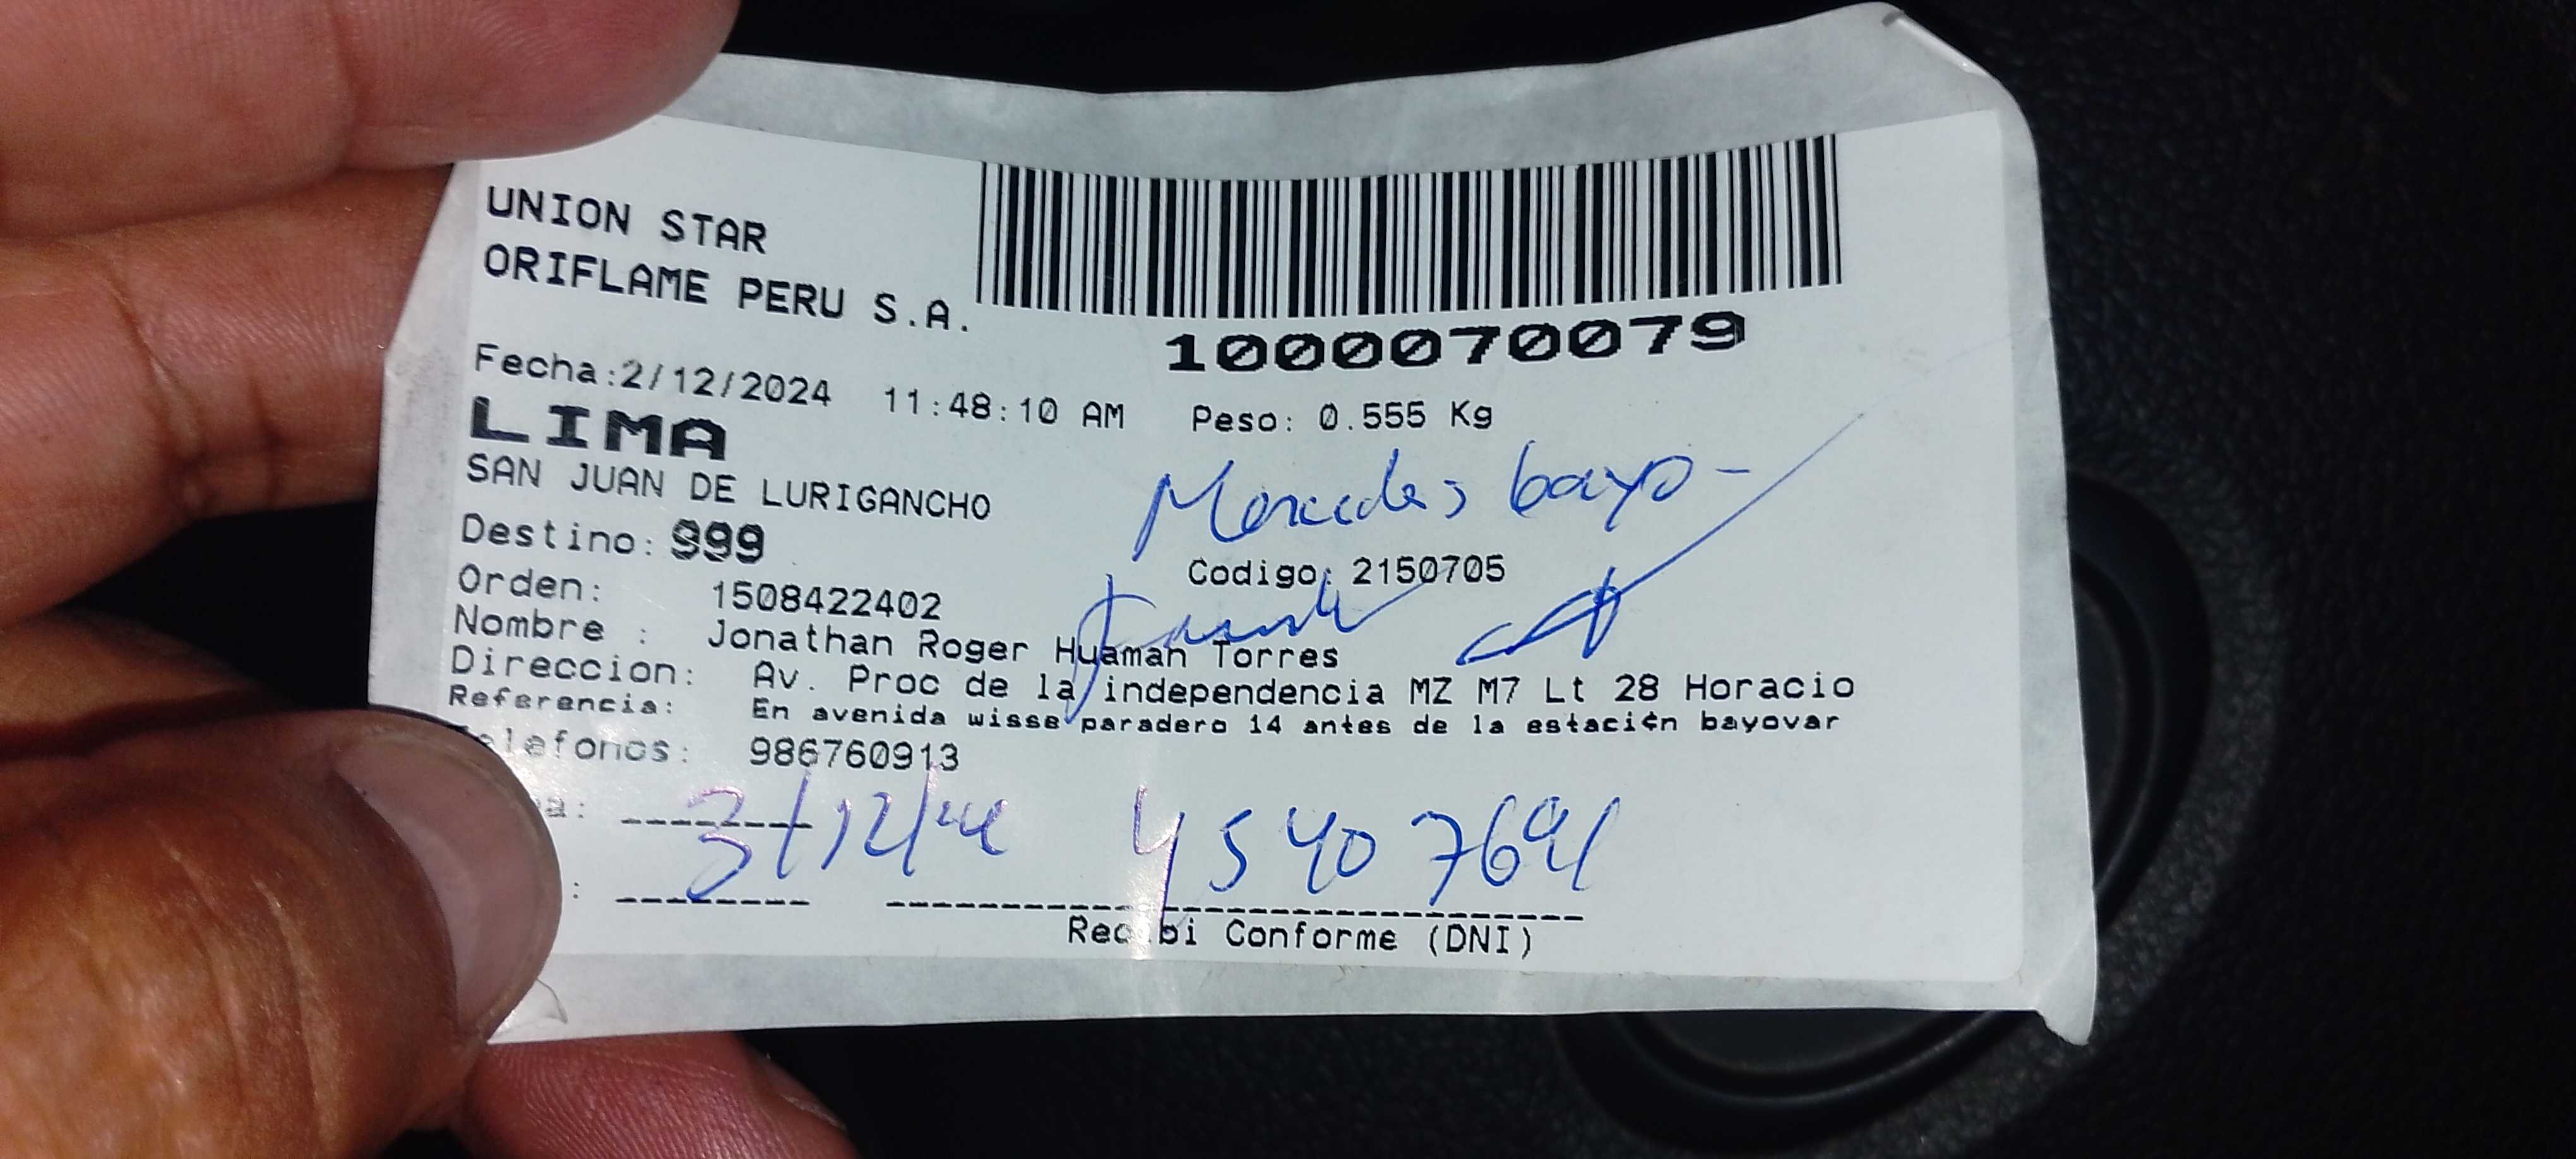 UNION STAR
ORIFLAME PERU S.A.
1000070079
Fecha:2/12/2024 11:48:10 AM Peso: 0.555 Kg
LIMA
SAN JUAN DE LURIGANCHO
Mercedes bayo-
Destino: 999
Codigo: 2150705
Orden: 1508422402
Nombre : Jonathan Roger Huaman Torres
Direccion: Av. Proc de la independencia MZ M7 Lt 28 Horacio
Referencia: En avenida wisse paradero 14 antes de la estaci¢n bayovar
Telefonos: 986760913
3/12/24 45407691
Recibi Conforme (DNI)